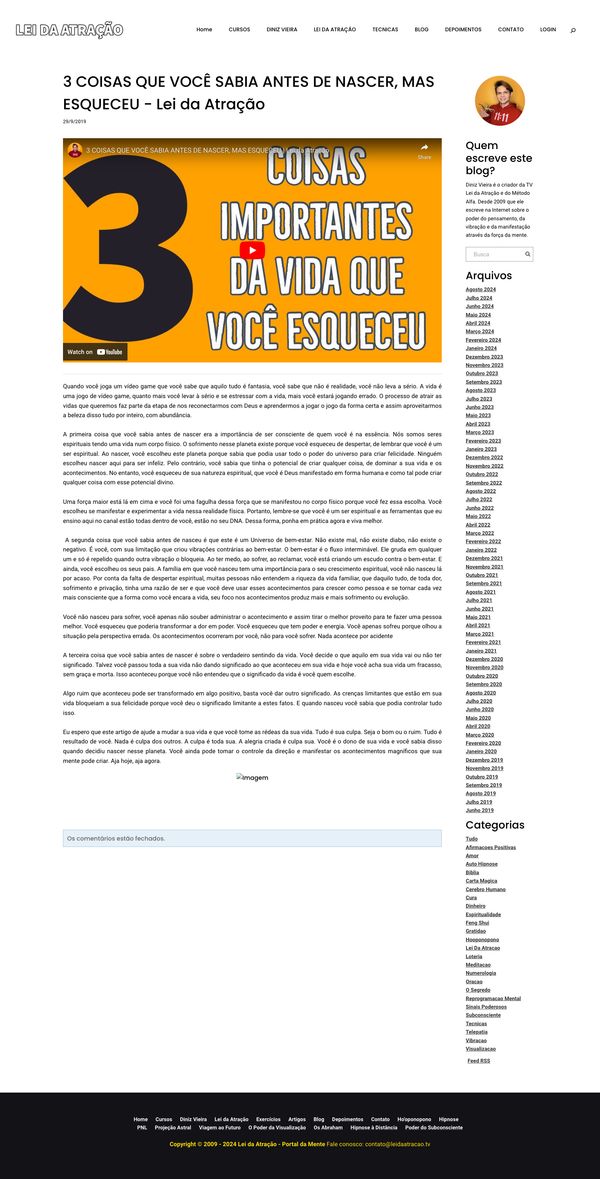 LEI DA ATRAÇÃO
Home CURSOS DINIZ VIEIRA LEI DA ATRAÇÃO TECNICAS BLOG DEPOIMENTOS CONTATO LOGIN
3 COISAS QUE VOCÊ SABIA ANTES DE NASCER, MAS
ESQUECEU - Lei da Atração
29/9/2019
3 COISAS QUE VOCÊ SABIA ANTES DE NASCER, MAS ESQUECEU - Lei da Atração
Share
3
COISAS
IMPORTANTES
DA VIDA QUE
VOCÊ ESQUECEU
Watch on YouTube
Quando você joga um vídeo game que você sabe que aquilo tudo é fantasia, você sabe que não é realidade, você não leva a sério. A vida é
uma jogo de vídeo game, quanto mais você levar à sério e se estressar com a vida, mais você estará jogando errado. O processo de atrair as
vidas que queremos faz parte da etapa de nos reconectarmos com Deus e aprendermos a jogar o jogo da forma certa e assim aproveitarmos
a beleza disso tudo por inteiro, com abundância.
A primeira coisa que você sabia antes de nascer era a importância de ser consciente de quem você é na essência. Nós somos seres
espirituais tendo uma vida num corpo físico. O sofrimento nesse planeta existe porque você esqueceu de despertar, de lembrar que você é um
ser espiritual. Ao nascer, você escolheu este planeta porque sabia que podia usar todo o poder do universo para criar felicidade. Ninguém
escolheu nascer aqui para ser infeliz. Pelo contrário, você sabia que tinha o potencial de criar qualquer coisa, de dominar a sua vida e os
acontecimentos. No entanto, você esqueceu de sua natureza espiritual, que você é Deus manifestado em forma humana e como tal pode criar
qualquer coisa com esse potencial divino.
Uma força maior está lá em cima e você foi uma fagulha dessa força que se manifestou no corpo físico porque você fez essa escolha. Você
escolheu se manifestar e experimentar a vida nessa realidade física. Portanto, lembre-se que você é um ser espiritual e as ferramentas que eu
ensino aqui no canal estão todas dentro de você, estão no seu DNA. Dessa forma, ponha em prática agora e viva melhor.
A segunda coisa que você sabia antes de nascer é que este é um Universo de bem-estar. Não existe mal, não existe diabo, não existe o
negativo. É você, com sua limitação que criou vibrações contrárias ao bem-estar. O bem-estar é o fluxo interminável. Ele gruda em qualquer
um e só é repelido quando outra vibração o bloqueia. Ao ter medo, ao sofrer, ao reclamar, você está criando um escudo contra o bem-estar. E
ainda, você escolheu os seus pais. A família em que você nasceu tem uma importância para o seu crescimento espiritual, você não nasceu lá
por acaso. Por conta da falta de despertar espiritual, muitas pessoas não entendem a riqueza da vida familiar, que daquilo tudo, de toda dor,
sofrimento e privação, tinha uma razão de ser e que você deve usar esses acontecimentos para crescer como pessoa e se tornar cada vez
mais consciente que a forma como você encara a vida, seu foco nos acontecimentos produz mais e mais sofrimento ou evolução.
Você não nasceu para sofrer, você apenas não soube administrar o acontecimento e assim tirar o melhor proveito para te fazer uma pessoa
melhor. Você esqueceu que poderia transformar a dor em poder. Você esqueceu que tem poder e energia. Você apenas sofreu porque olhou a
situação pela perspectiva errada. Os acontecimentos ocorreram por você, não para você sofrer. Nada acontece por acidente
A terceira coisa que você sabia antes de nascer é sobre o verdadeiro sentindo da vida. Você decide o que aquilo em sua vida vai ou não ter
significado. Talvez você passou toda a sua vida não dando significado ao que aconteceu em sua vida e hoje você acha sua vida um fracasso,
sem graça e morta. Isso aconteceu porque você não entendeu que o significado da vida é você quem escolhe.
Algo ruim que aconteceu pode ser transformado em algo positivo, basta você dar outro significado. As crenças limitantes que estão em sua
vida bloqueiam a sua felicidade porque você deu o significado limitante a estes fatos. E quando nasceu você sabia que podia controlar tudo
isso.
Eu espero que este artigo de ajude a mudar a sua vida e que você tome as rédeas da sua vida. Tudo é sua culpa. Seja o bom ou o ruim. Tudo é
resultado de você. Nada é culpa dos outros. A culpa é toda sua. A alegria criada é culpa sua. Você é o dono de sua vida e você sabia disso
quando decidiu nascer nesse planeta. Você ainda pode tomar o controle da direção e manifestar os acontecimentos magníficos que sua
mente pode criar. Aja hoje, aja agora.
Imagem
Os comentários estão fechados.
11:11
Quem
escreve este
blog?
Diniz Vieira é o criador da TV
Lei da Atração e do Método
Alfa. Desde 2009 que ele
escreve na Internet sobre o
poder do pensamento, da
vibração e da manifestação
através da força da mente.
Busca
Arquivos
Agosto 2024
Julho 2024
Junho 2024
Maio 2024
Abril 2024
Março 2024
Fevereiro 2024
Janeiro 2024
Dezembro 2023
Novembro 2023
Outubro 2023
Setembro 2023
Agosto 2023
Julho 2023
Junho 2023
Maio 2023
Abril 2023
Março 2023
Fevereiro 2023
Janeiro 2023
Dezembro 2022
Novembro 2022
Outubro 2022
Setembro 2022
Agosto 2022
Julho 2022
Junho 2022
Maio 2022
Abril 2022
Março 2022
Fevereiro 2022
Janeiro 2022
Dezembro 2021
Novembro 2021
Outubro 2021
Setembro 2021
Agosto 2021
Julho 2021
Junho 2021
Maio 2021
Abril 2021
Março 2021
Fevereiro 2021
Janeiro 2021
Dezembro 2020
Novembro 2020
Outubro 2020
Setembro 2020
Agosto 2020
Julho 2020
Junho 2020
Maio 2020
Abril 2020
Março 2020
Fevereiro 2020
Janeiro 2020
Dezembro 2019
Novembro 2019
Outubro 2019
Setembro 2019
Agosto 2019
Julho 2019
Junho 2019
Categorias
Tudo
Afirmacoes Positivas
Amor
Auto Hipnose
Biblia
Carta Magica
Cerebro Humano
Cura
Dinheiro
Espiritualidade
Feng Shui
Gratidao
Hooponopono
Lei Da Atracao
Loteria
Meditacao
Numerologia
Oracao
O Segredo
Reprogramacao Mental
Sinais Poderosos
Subconsciente
Tecnicas
Telepatia
Vibracao
Visualizacao
Feed RSS
Home Cursos Diniz Vieira Lei da Atração Exercícios Artigos Blog Depoimentos Contato Ho'oponopono Hipnose
PNL Projeção Astral Viagem ao Futuro O Poder da Visualização Os Abraham Hipnose à Distância Poder do Subconsciente
Copyright © 2009 - 2024 Lei da Atração - Portal da Mente Fale conosco: contato@leidaatracao.tv